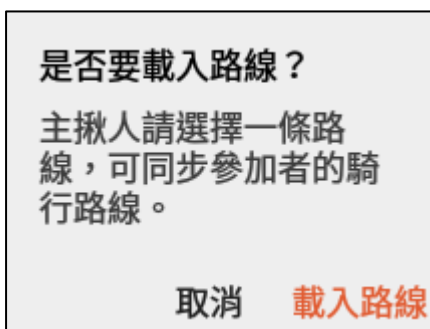 是否要載入路線？
主揪人請選擇一條路
線，可同步參加者的騎
行路線。
取消 載入路線